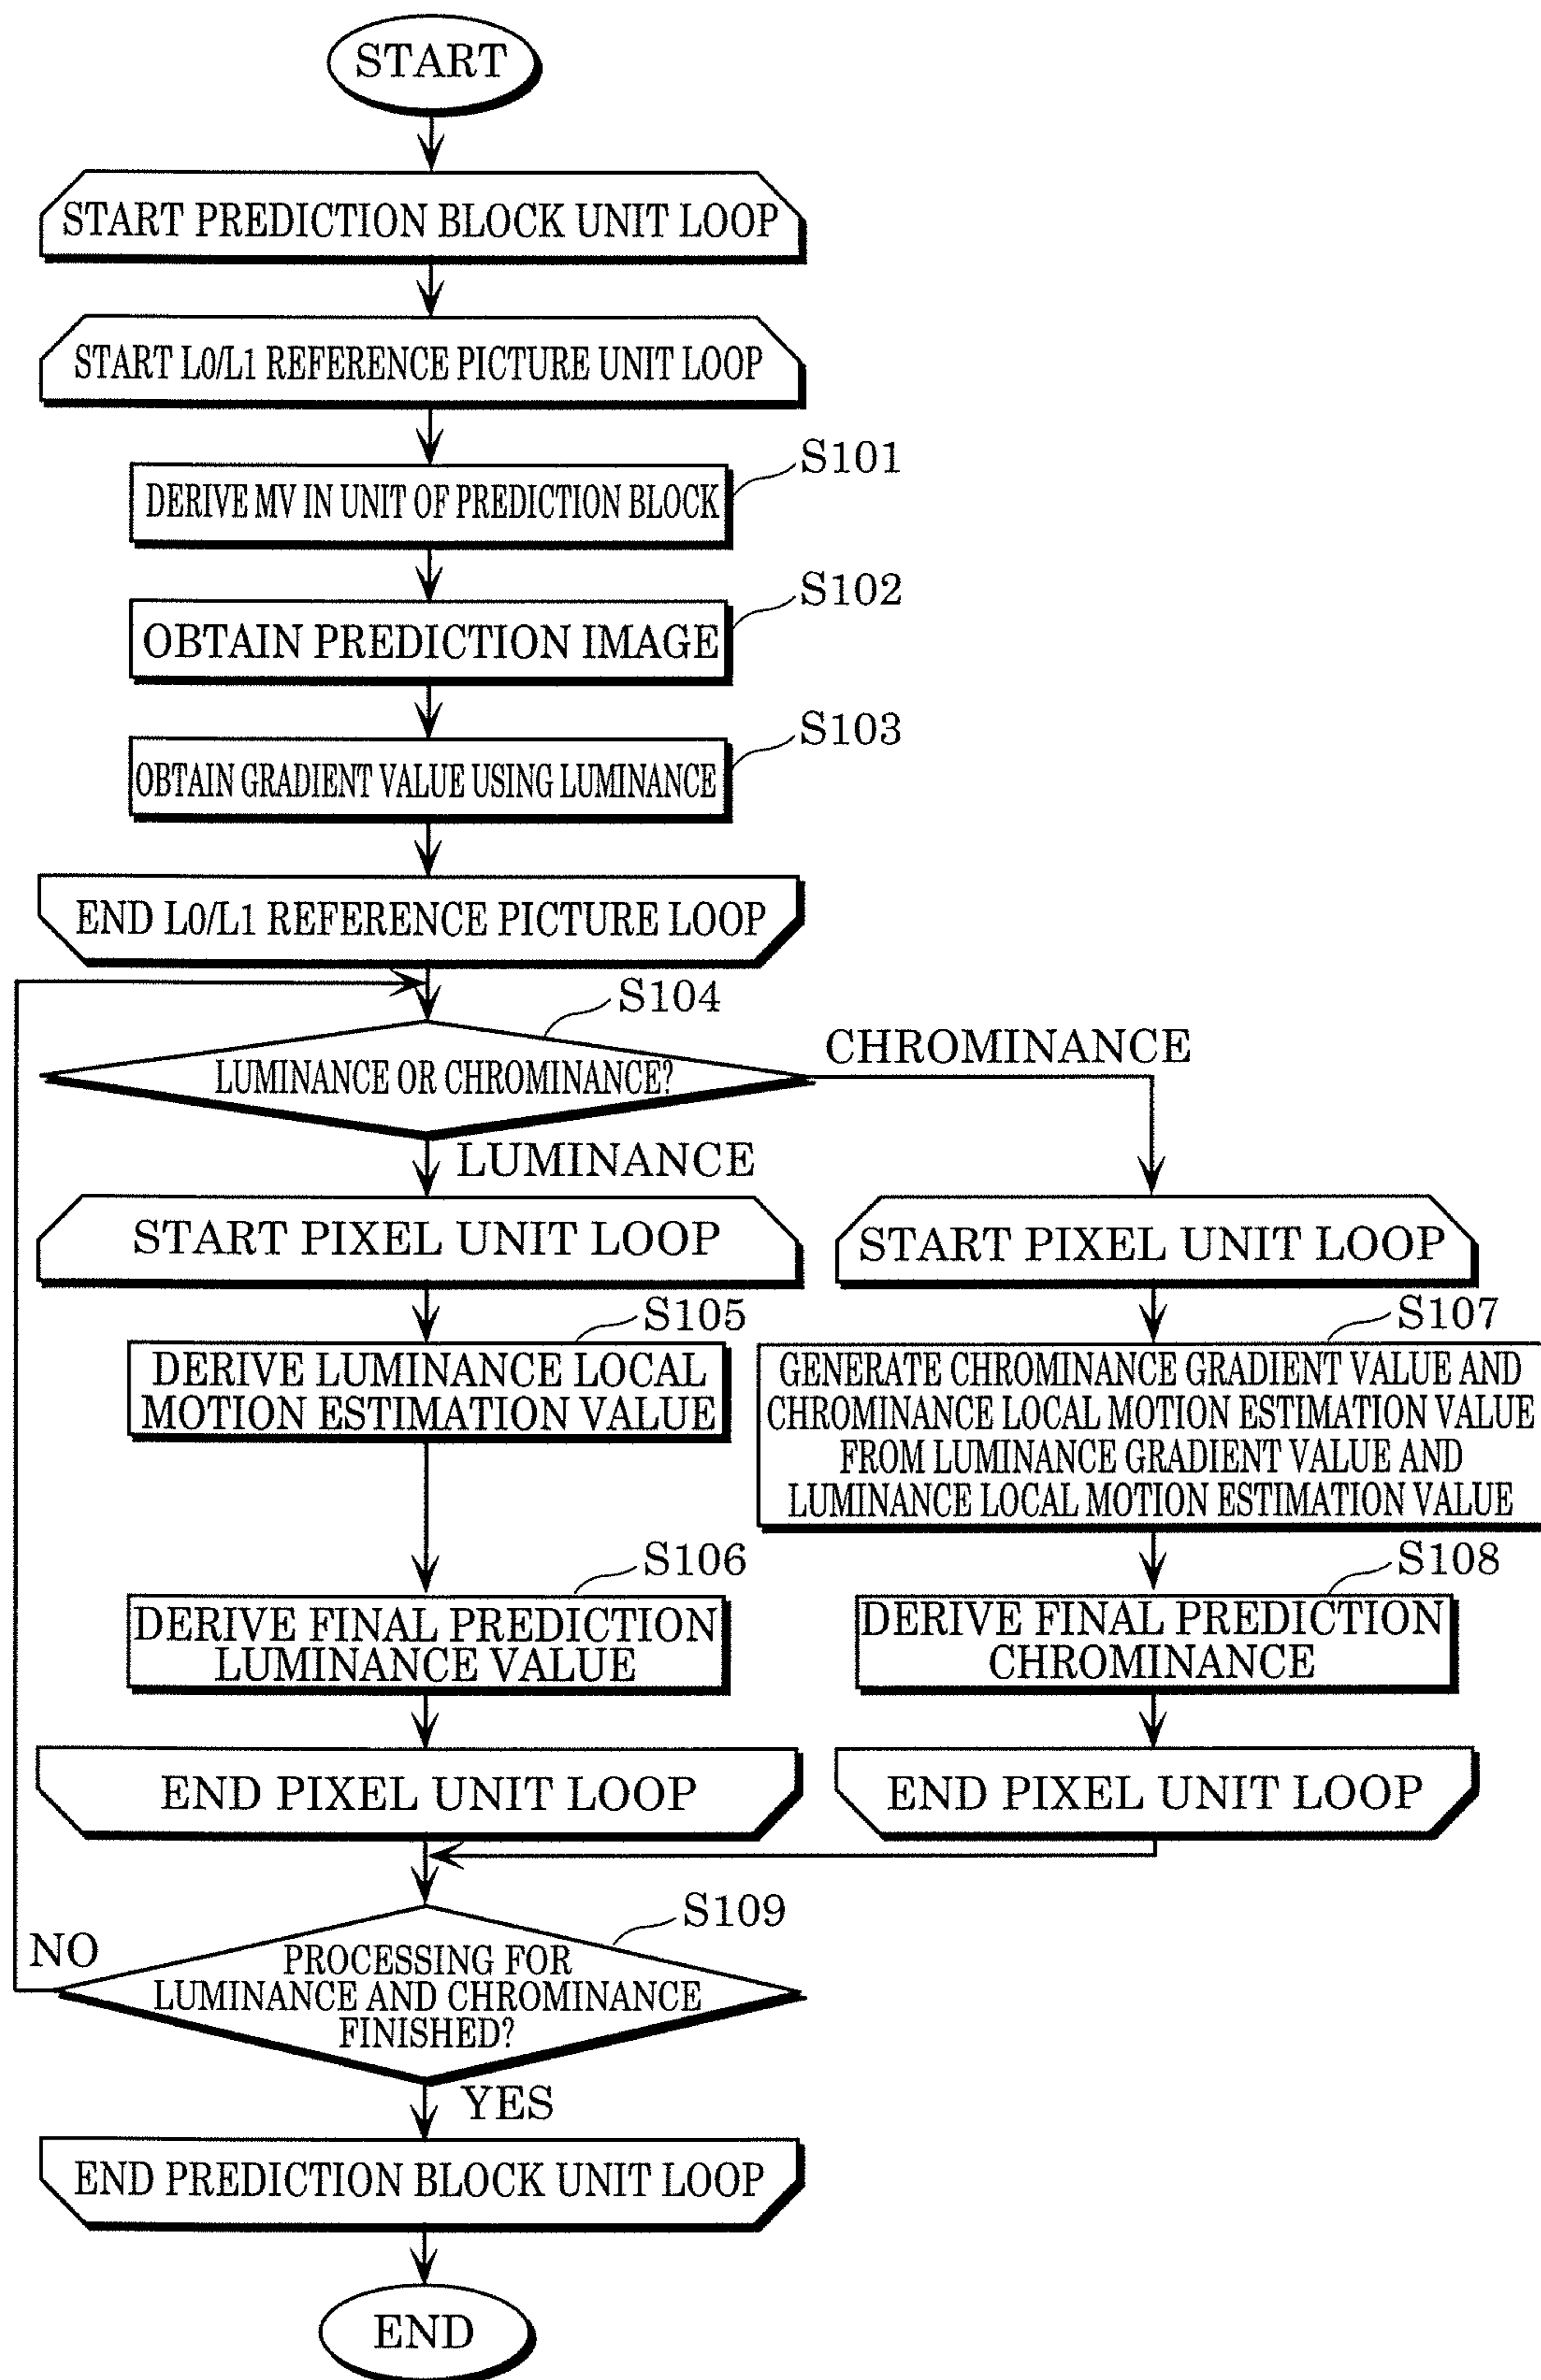 START
START PREDICTION BLOCK UNIT LOOP
START L0/L1 REFERENCE PICTURE UNIT LOOP
S101
DERIVE MV IN UNIT OF PREDICTION BLOCK
S102
OBTAIN PREDICTION IMAGE
S103
OBTAIN GRADIENT VALUE USING LUMINANCE
END L0/L1 REFERENCE PICTURE LOOP
S104
LUMINANCE OR CHROMINANCE?
CHROMINANCE
LUMINANCE
START PIXEL UNIT LOOP
S105
DERIVE LUMINANCE LOCAL
MOTION ESTIMATION VALUE
S106
DERIVE FINAL PREDICTION
LUMINANCE VALUE
END PIXEL UNIT LOOP
START PIXEL UNIT LOOP
S107
GENERATE CHROMINANCE GRADIENT VALUE AND
CHROMINANCE LOCAL MOTION ESTIMATION VALUE
FROM LUMINANCE GRADIENT VALUE AND
LUMINANCE LOCAL MOTION ESTIMATION VALUE
S108
DERIVE FINAL PREDICTION
CHROMINANCE
END PIXEL UNIT LOOP
S109
NO
PROCESSING FOR
LUMINANCE AND CHROMINANCE
FINISHED?
YES
END PREDICTION BLOCK UNIT LOOP
END